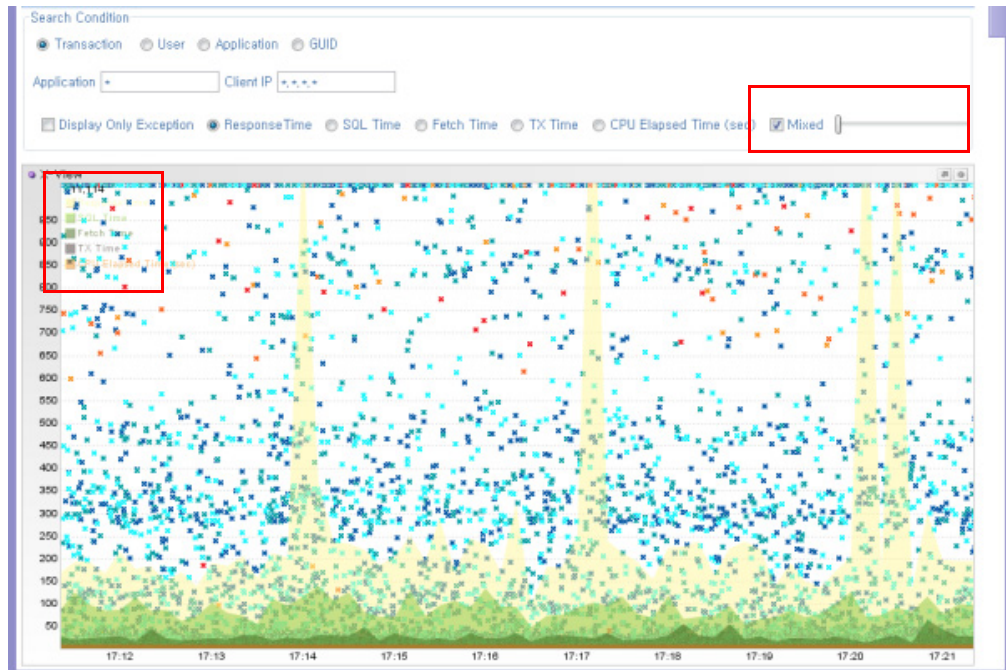 Search Condition
Transaction User Application GUID
Application * Client IP *.*.*.*
Display Only Exception ResponseTime SQL Time Fetch Time TX Time CPU Elapsed Time (sec) Mixed
View
950
SQL Time
Fetch Time
900
TX Time
850
Elapsed
800
750
700
650
600
550
500
450
400
350
300
250
200
150
100
50
17:12 17:13 17:14 17:15 17:16 17:17 17:18 17:19 17:20 17:21